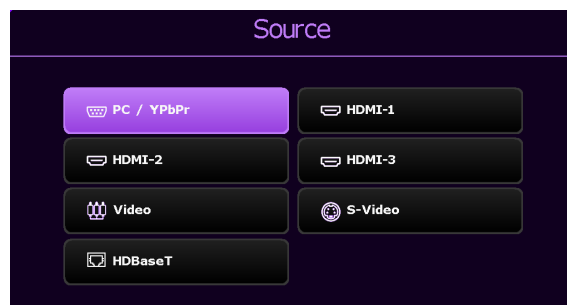 Source
PC / YPbPr
HDMI-1
HDMI-2
HDMI-3
Video
S-Video
HDBaseT